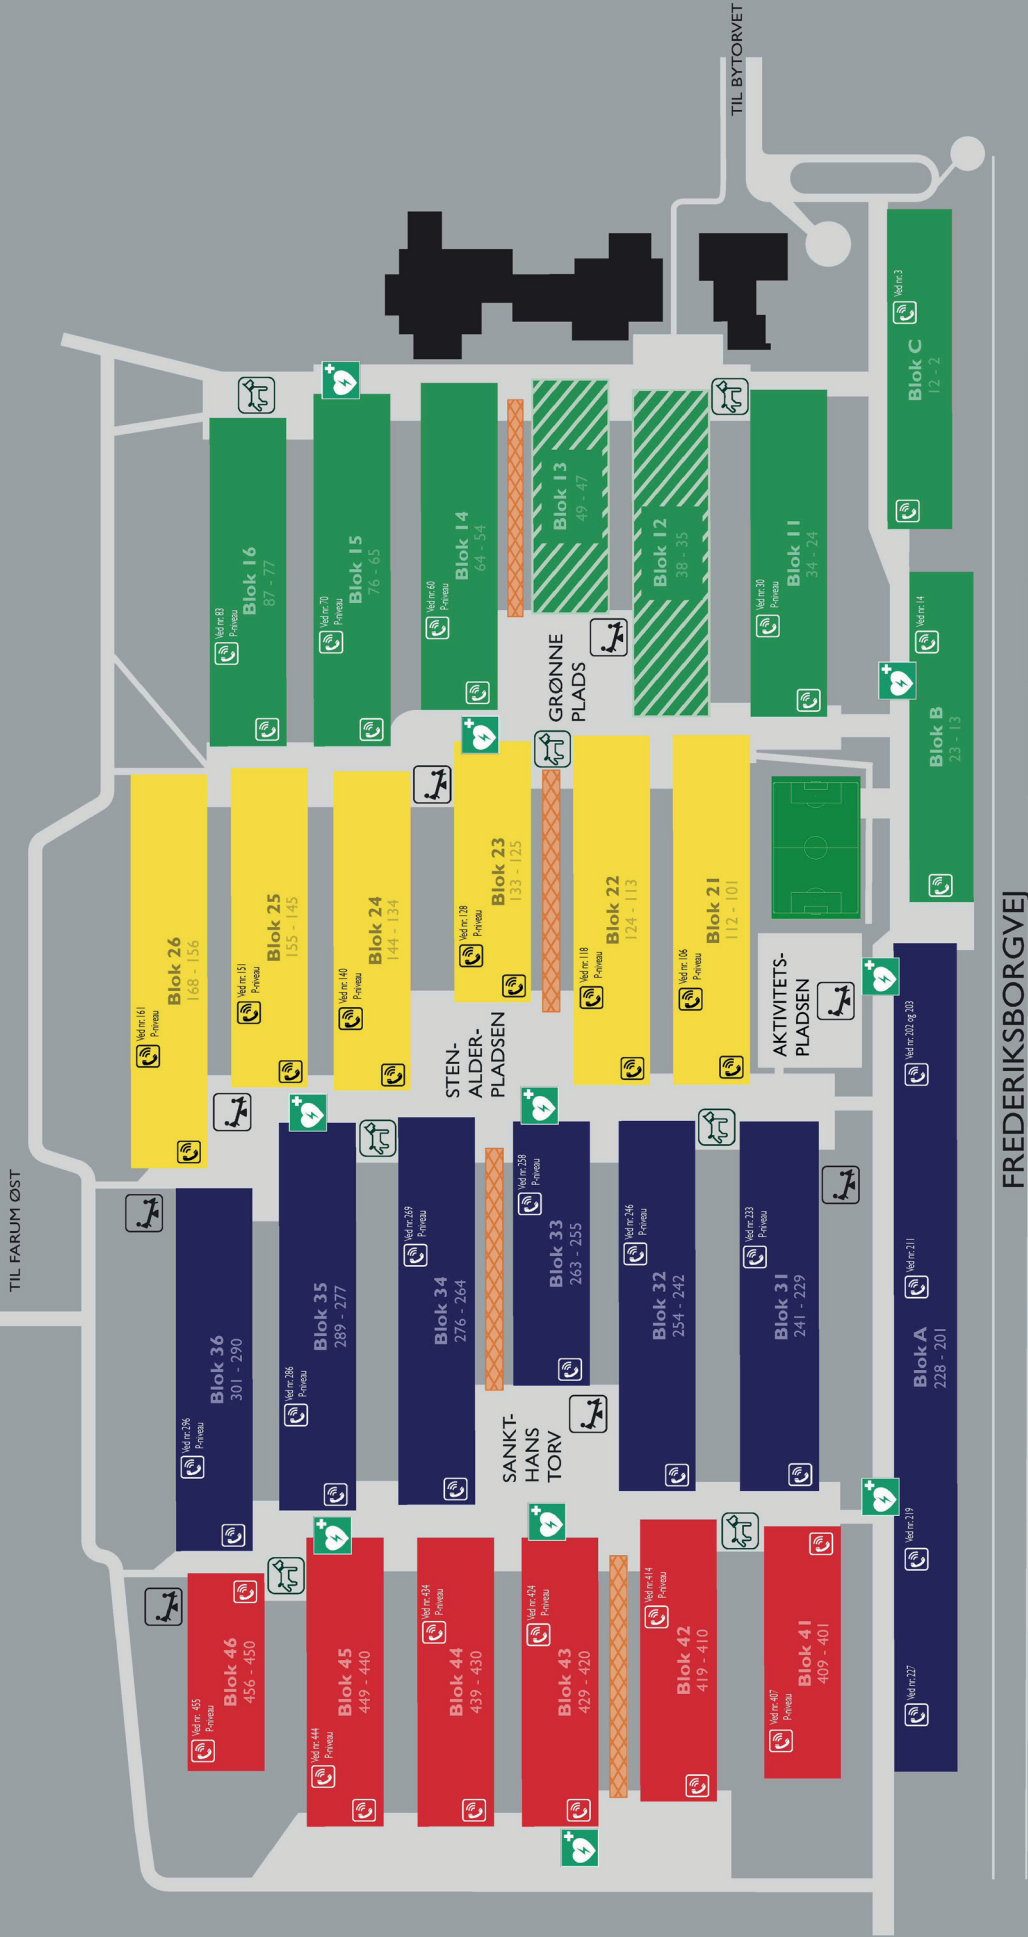 TIL BYTORVET
Ved nr. 3
Blok C
12 - 2
Ved nr. 83
P-niveau
Blok 16
87 - 77
Ved nr. 70
P-niveau
Blok 15
76 - 65
Ved nr. 60
P-niveau
Blok 14
64 - 54
Blok 13
49 - 47
Blok 12
38 - 35
Ved nr. 30
P-niveau
Blok 11
34 - 24
Ved nr. 14
Blok B
23 - 13
GRØNNE
PLADS
Ved nr. 161
P-niveau
Blok 26
168 - 156
Ved nr. 151
P-niveau
Blok 25
155 - 145
Ved nr. 140
P-niveau
Blok 24
144 - 134
Ved nr. 128
P-niveau
Blok 23
133 - 125
Ved nr. 118
P-niveau
Blok 22
124 - 113
Ved nr. 106
P-niveau
Blok 21
112 - 101
AKTIVITETS-
PLADSEN
STEN-
ALDER-
PLADSEN
TIL FARUM ØST
Ved nr. 296
P-niveau
Blok 36
301 - 290
Ved nr. 286
P-niveau
Blok 35
289 - 277
Ved nr. 269
P-niveau
Blok 34
276 - 264
Ved nr. 258
P-niveau
Blok 33
263 - 255
Ved nr. 246
P-niveau
Blok 32
254 - 242
Ved nr. 233
P-niveau
Blok 31
241 - 229
Ved nr. 202 og 203
Ved nr. 211
Ved nr. 219
Ved nr. 227
Blok A
228 - 201
SANKT-
HANS
TORV
Ved nr. 455
P-niveau
Blok 46
456 - 450
Ved nr. 444
P-niveau
Blok 45
449 - 440
Ved nr. 434
P-niveau
Blok 44
439 - 430
Ved nr. 424
P-niveau
Blok 43
429 - 420
Ved nr. 414
P-niveau
Blok 42
419 - 410
Ved nr. 407
P-niveau
Blok 41
409 - 401
FREDERIKSBORGVEJ